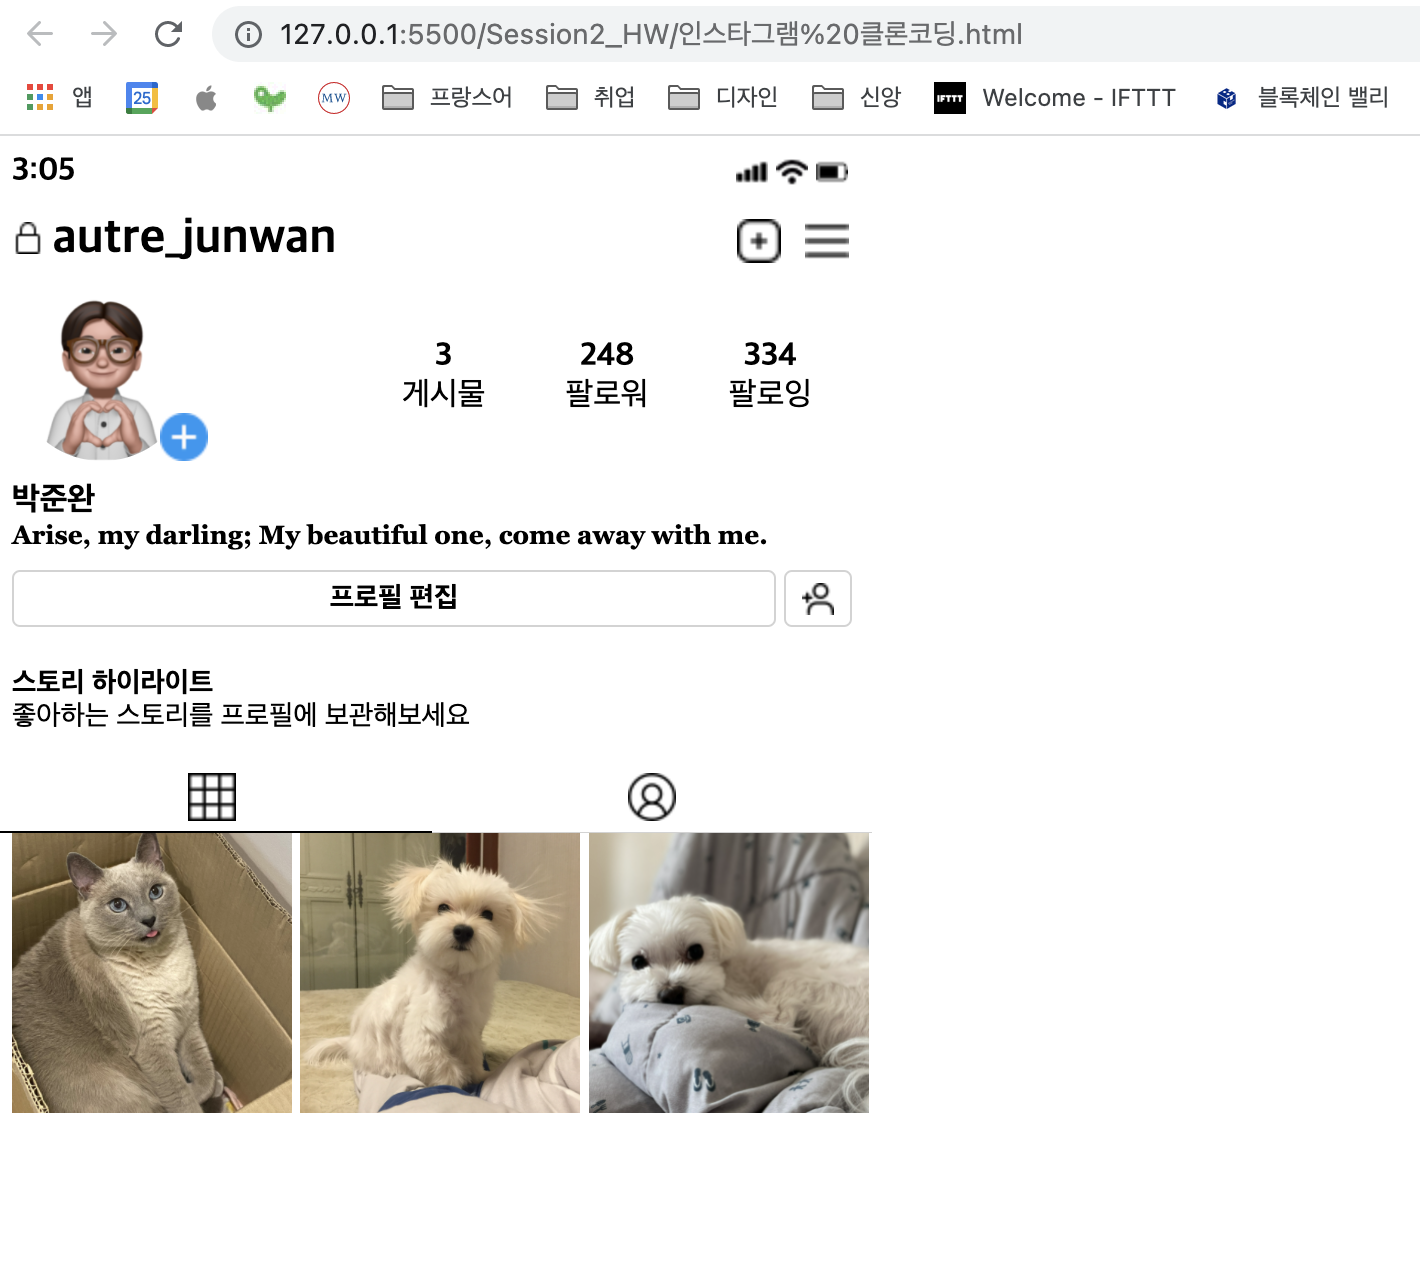 127.0.0.1:5500/Session2_HW/인스타그램%20클론코딩.html
앱 25 MW 프랑스어 취업 디자인 신앙 IFTTT Welcome - IFTTT 블록체인 밸리
3:05
autre_junwan
3 248 334
게시물 팔로워 팔로잉
박준완
Arise, my darling; My beautiful one, come away with me.
프로필 편집
스토리 하이라이트
좋아하는 스토리를 프로필에 보관해보세요